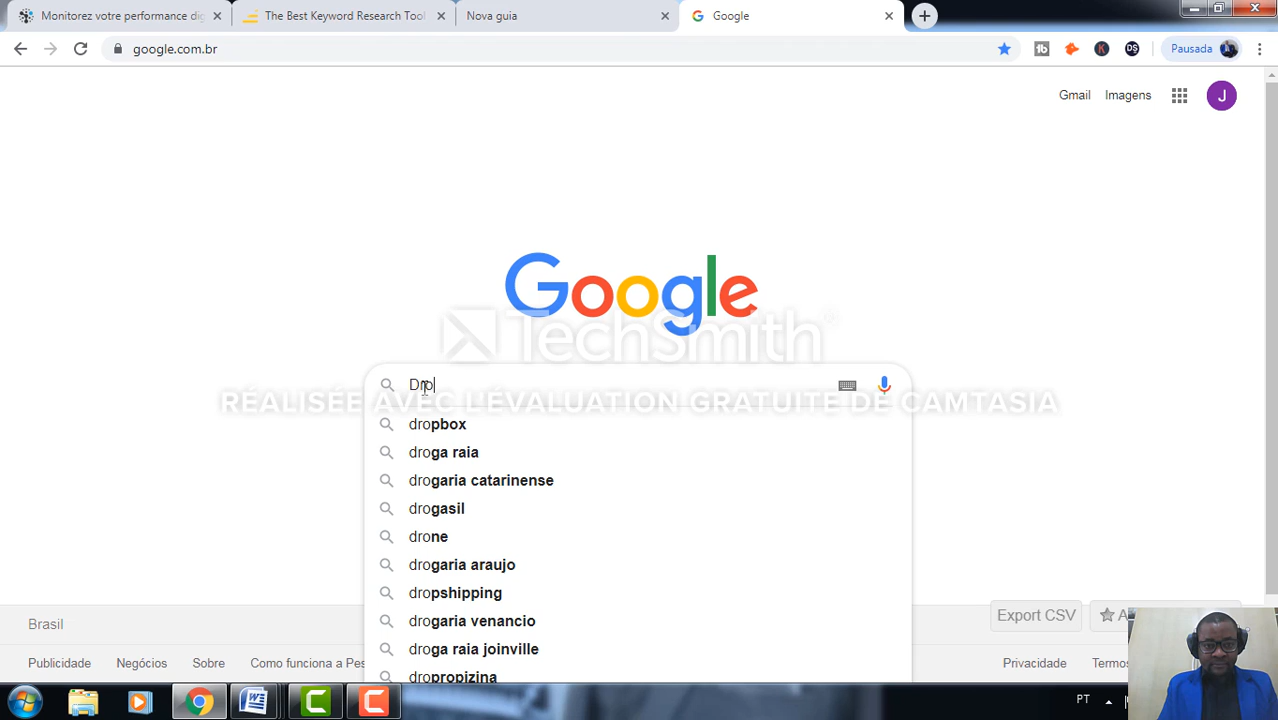 Monitorez votre performance dig
The Best Keyword Research Tool
Nova guia
Google
google.com.br
Pausada
Gmail
Imagens
J
Google
TechSmith
Dro
RÉALISÉE AVEC L'ÉVALUATION GRATUITE DE CAMTASIA
dropbox
droga raia
drogaria catarinense
drogasil
drone
drogaria araujo
dropshipping
drogaria venancio
droga raia joinville
dropropizina
Brasil
Export CSV
Publicidade
Negócios
Sobre
Como funciona a Pes
Privacidade
Termos
PT